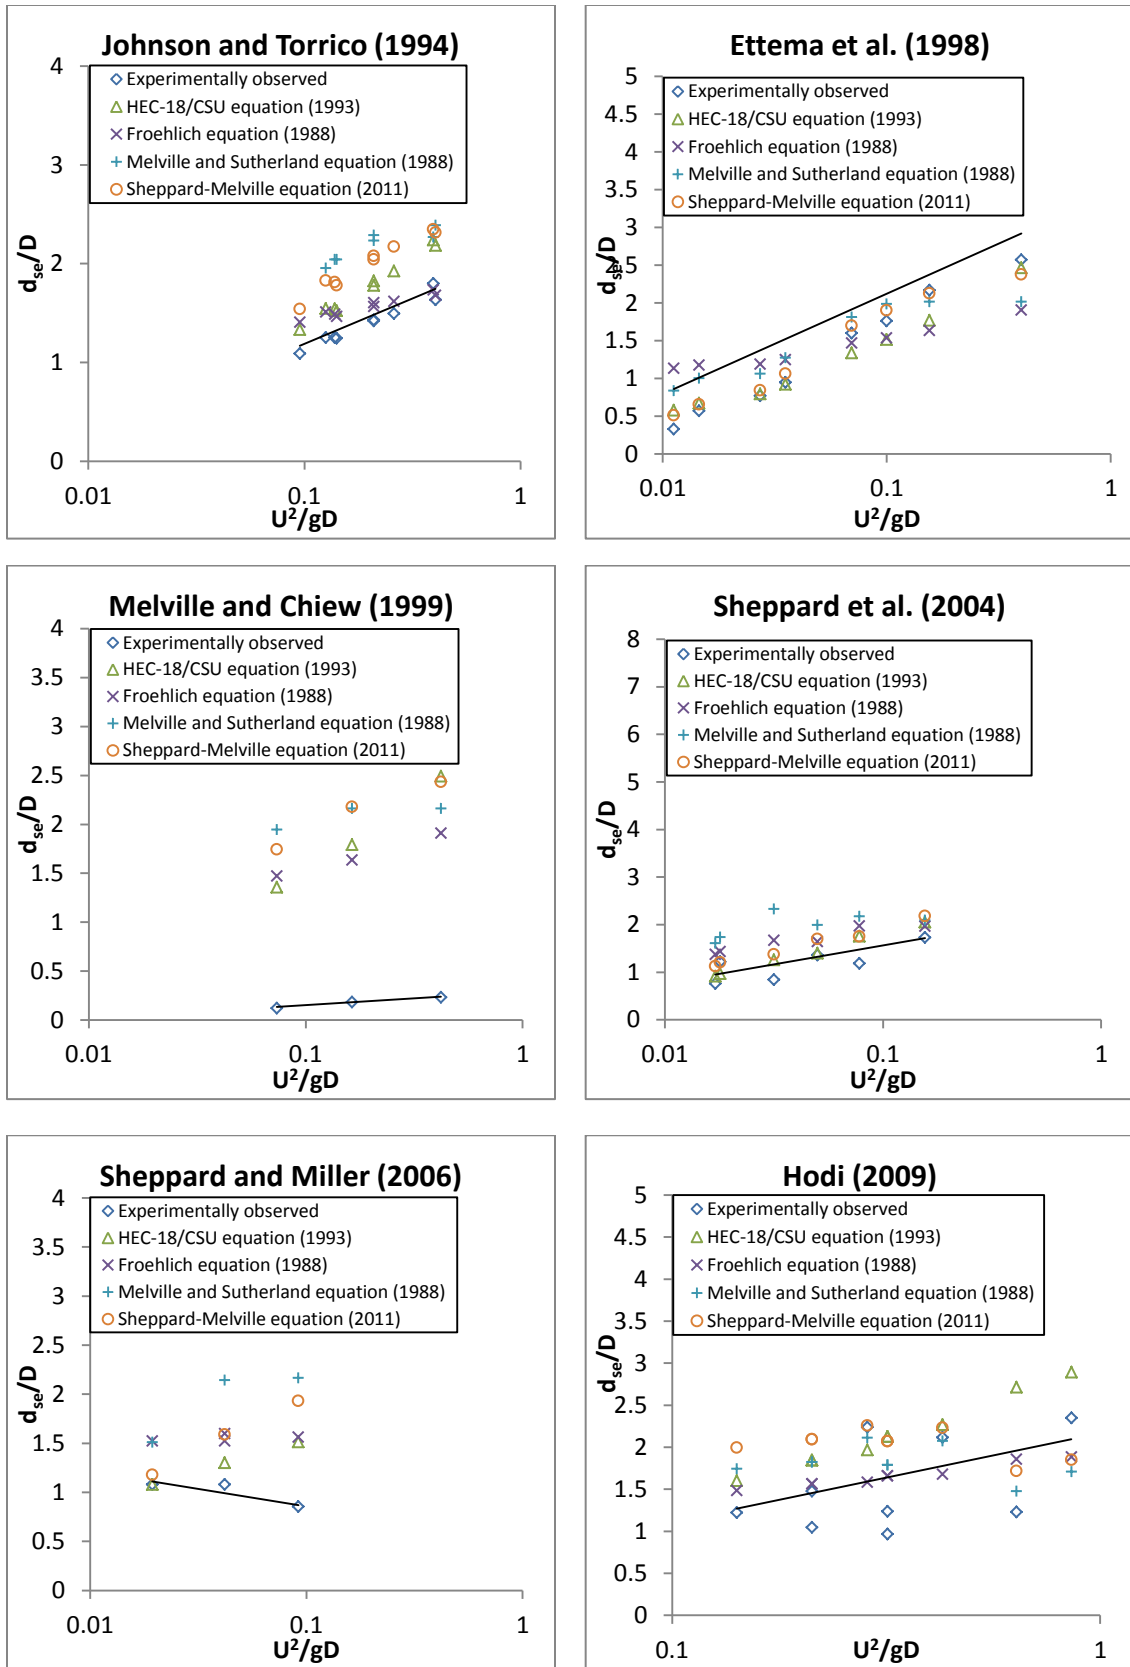 Johnson and Torrico (1994)
4
3
2
1
0
d_se/D
Experimentally observed
HEC-18/CSU equation (1993)
Froehlich equation (1988)
Melville and Sutherland equation (1988)
Sheppard-Melville equation (2011)
0.01
0.1
1
U²/gD
Ettema et al. (1998)
5
4.5
4
3.5
3
2.5
2
1.5
1
0.5
0
d_se/D
Experimentally observed
HEC-18/CSU equation (1993)
Froehlich equation (1988)
Melville and Sutherland equation (1988)
Sheppard-Melville equation (2011)
0.01
0.1
1
U²/gD
Melville and Chiew (1999)
4
3.5
3
2.5
2
1.5
1
0.5
0
d_se/D
Experimentally observed
HEC-18/CSU equation (1993)
Froehlich equation (1988)
Melville and Sutherland equation (1988)
Sheppard-Melville equation (2011)
0.01
0.1
1
U²/gD
Sheppard et al. (2004)
8
7
6
5
4
3
2
1
0
d_se/D
Experimentally observed
HEC-18/CSU equation (1993)
Froehlich equation (1988)
Melville and Sutherland equation (1988)
Sheppard-Melville equation (2011)
0.01
0.1
1
U²/gD
Sheppard and Miller (2006)
4
3.5
3
2.5
2
1.5
1
0.5
0
d_se/D
Experimentally observed
HEC-18/CSU equation (1993)
Froehlich equation (1988)
Melville and Sutherland equation (1988)
Sheppard-Melville equation (2011)
0.01
0.1
1
U²/gD
Hodi (2009)
5
4.5
4
3.5
3
2.5
2
1.5
1
0.5
0
d_se/D
Experimentally observed
HEC-18/CSU equation (1993)
Froehlich equation (1988)
Melville and Sutherland equation (1988)
Sheppard-Melville equation (2011)
0.1
1
U²/gD